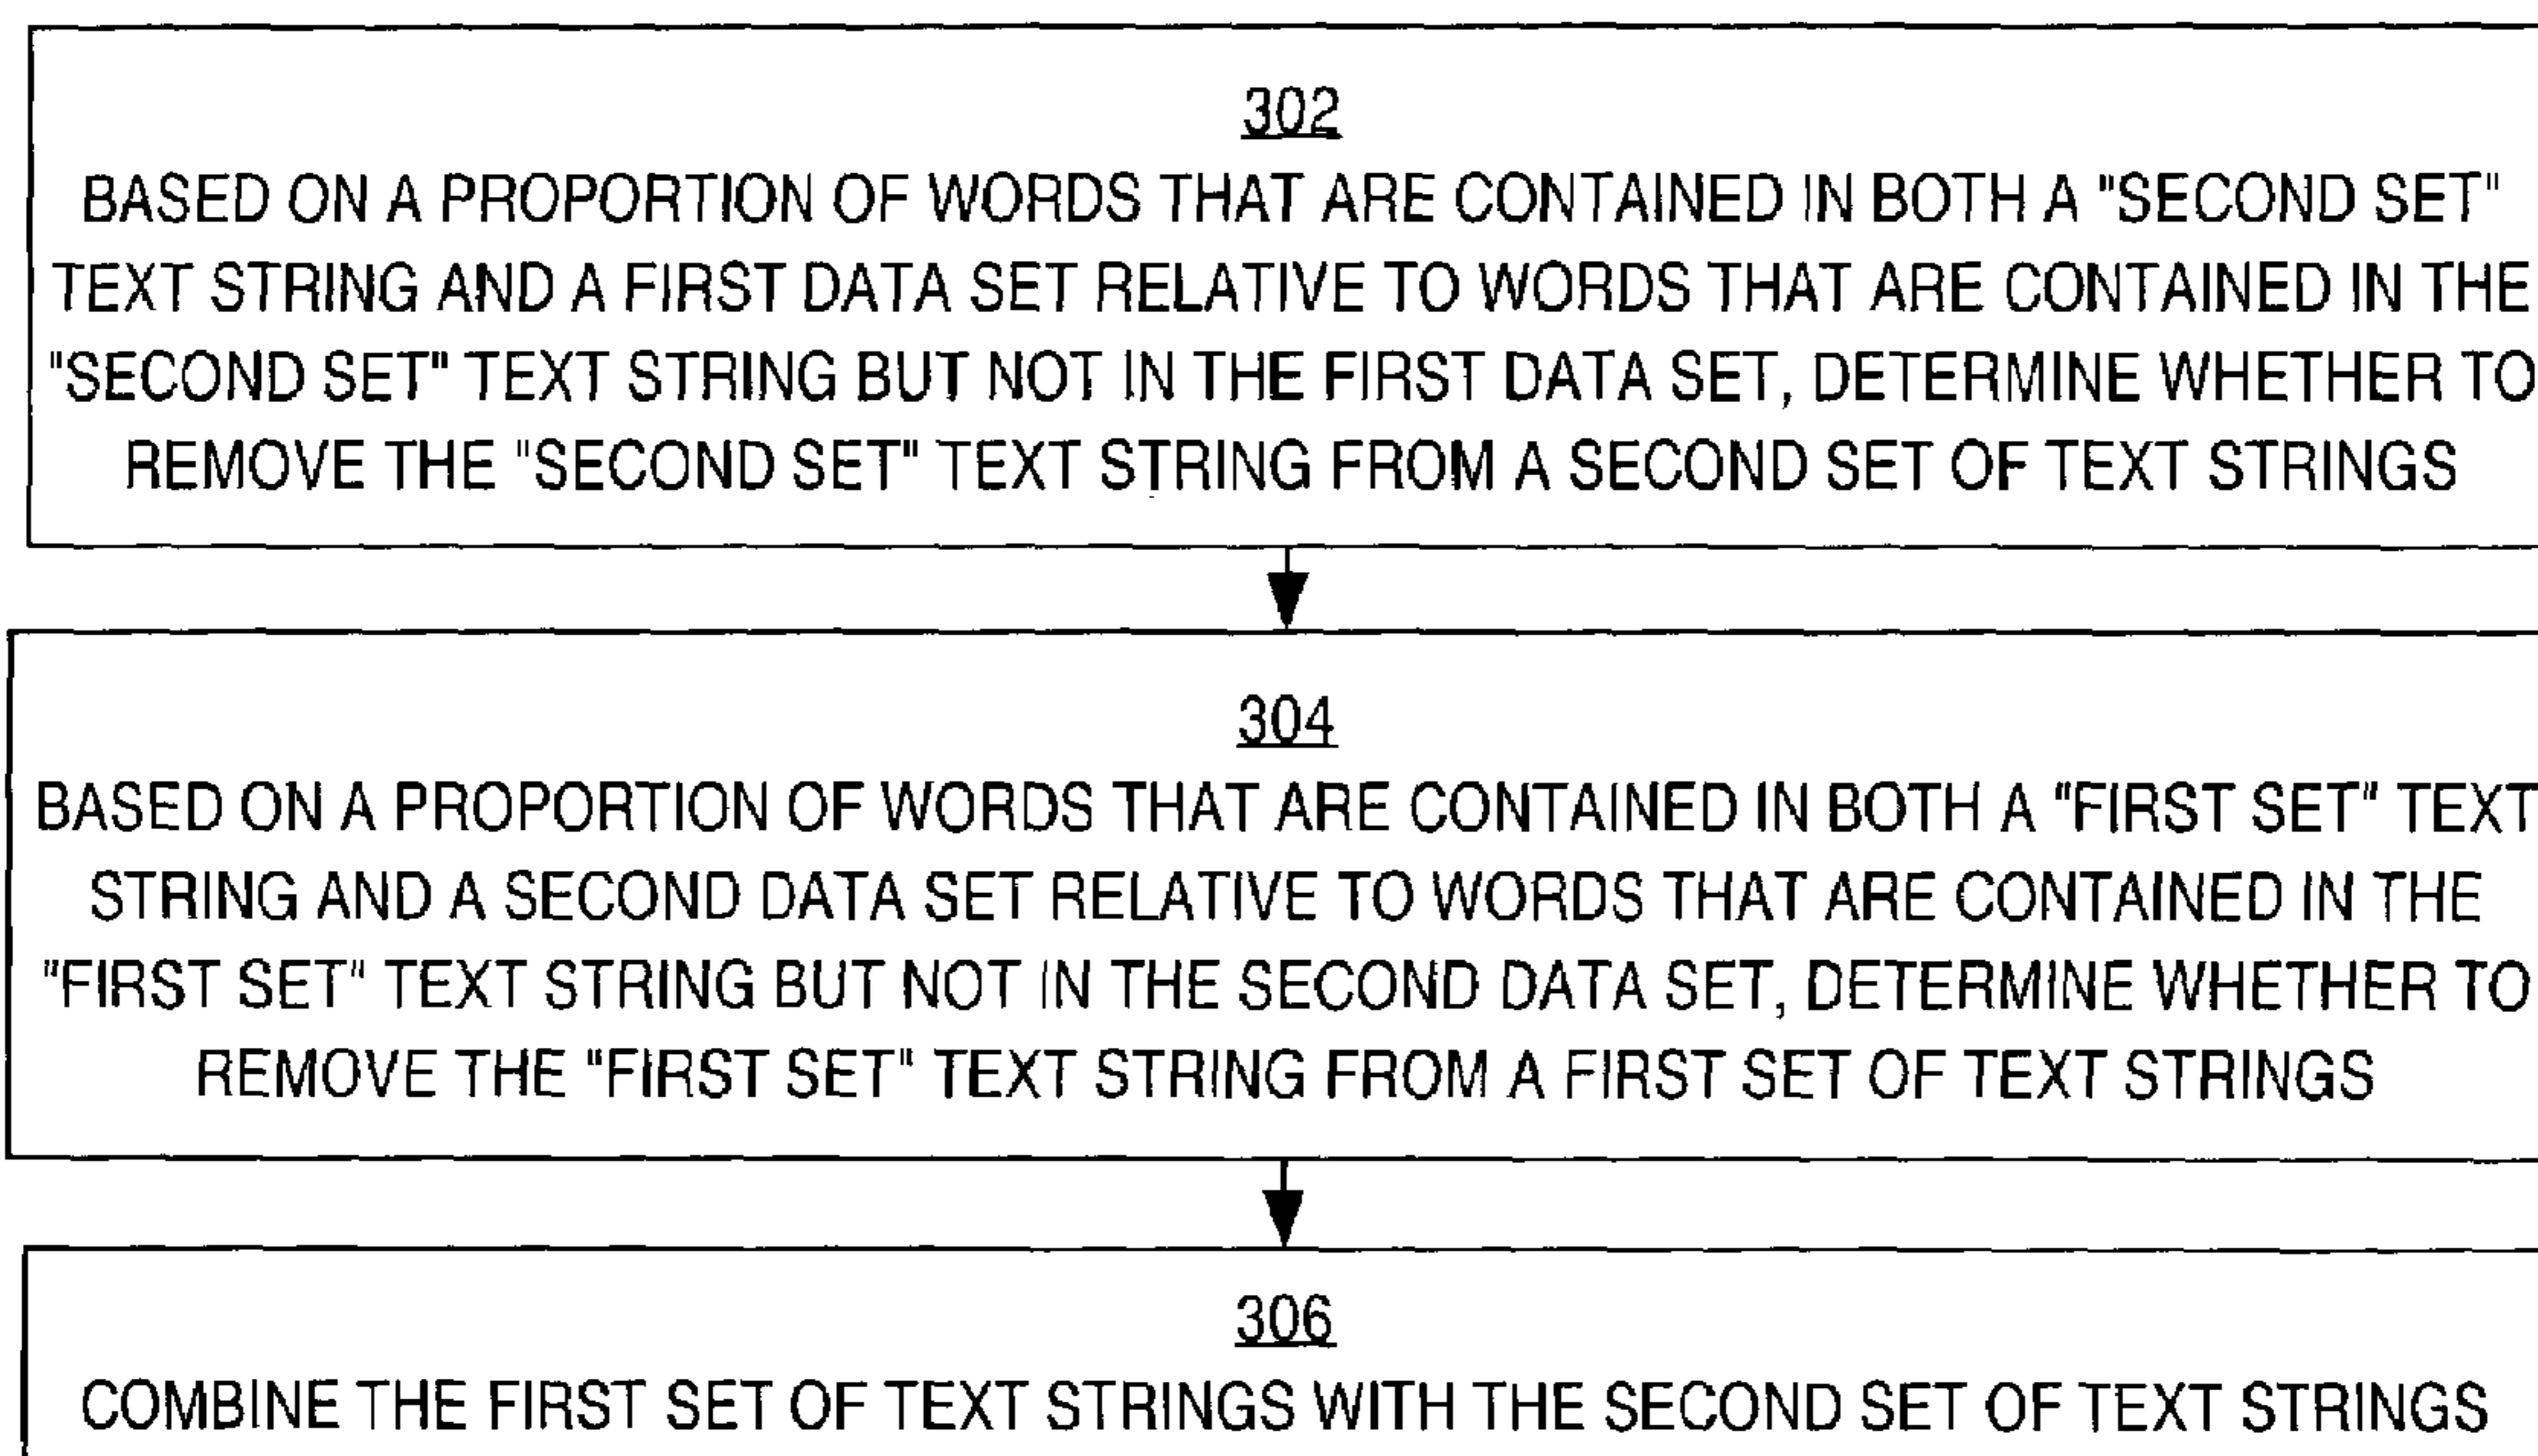 302
BASED ON A PROPORTION OF WORDS THAT ARE CONTAINED IN BOTH A "SECOND SET"
TEXT STRING AND A FIRST DATA SET RELATIVE TO WORDS THAT ARE CONTAINED IN THE
"SECOND SET" TEXT STRING BUT NOT IN THE FIRST DATA SET, DETERMINE WHETHER TO
REMOVE THE "SECOND SET" TEXT STRING FROM A SECOND SET OF TEXT STRINGS
304
BASED ON A PROPORTION OF WORDS THAT ARE CONTAINED IN BOTH A "FIRST SET" TEXT
STRING AND A SECOND DATA SET RELATIVE TO WORDS THAT ARE CONTAINED IN THE
"FIRST SET" TEXT STRING BUT NOT IN THE SECOND DATA SET, DETERMINE WHETHER TO
REMOVE THE "FIRST SET" TEXT STRING FROM A FIRST SET OF TEXT STRINGS
306
COMBINE THE FIRST SET OF TEXT STRINGS WITH THE SECOND SET OF TEXT STRINGS